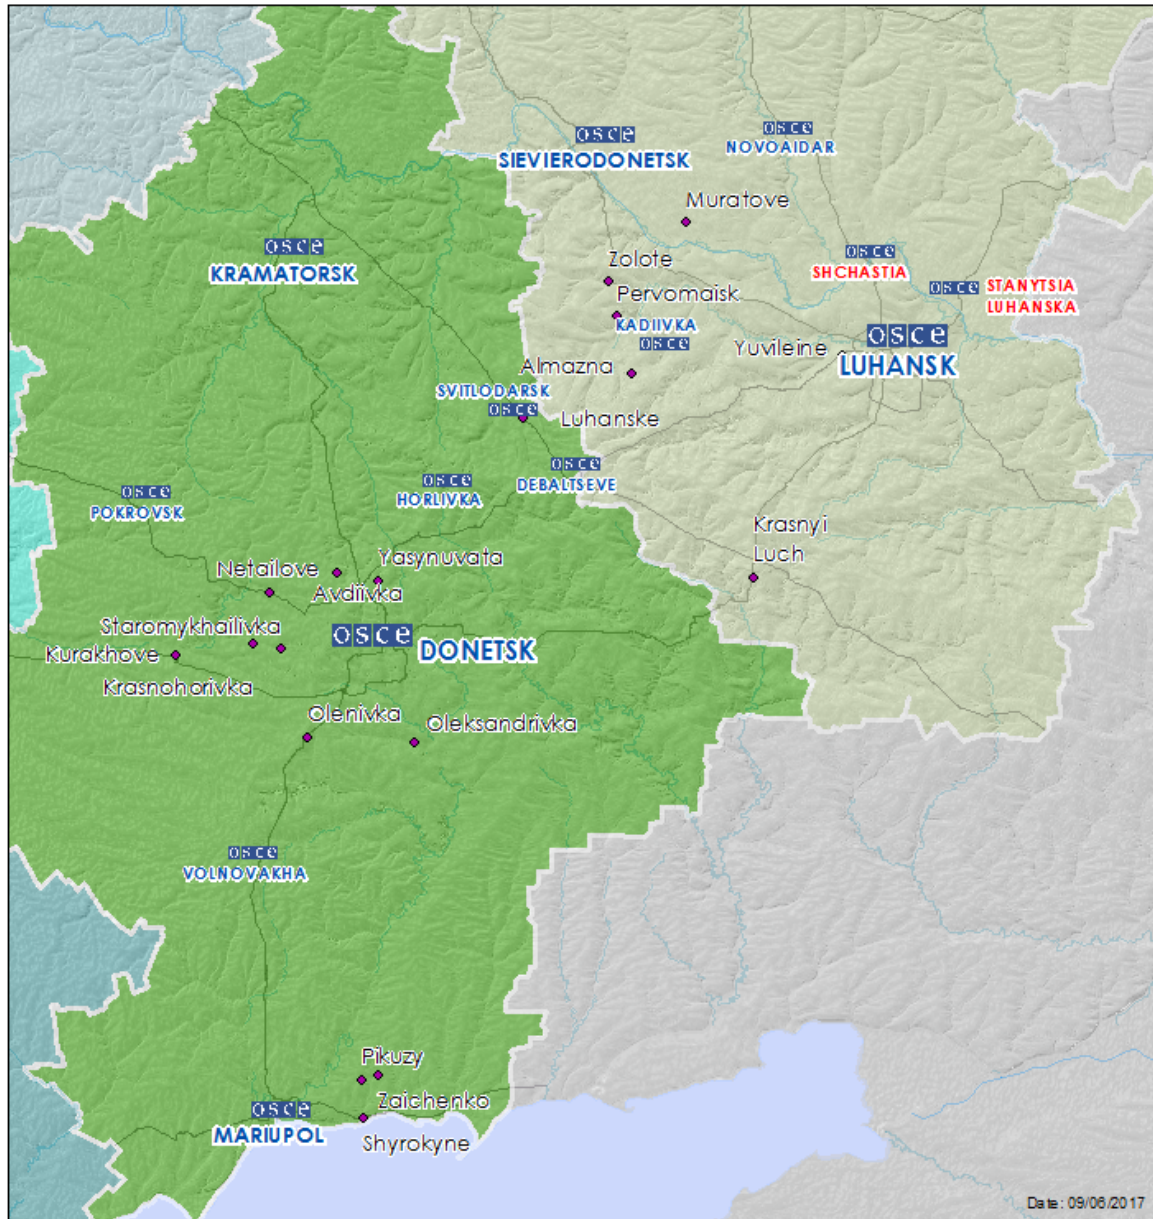 osce
NOVOAIDAR
osce
SIEVIERODONETSK
Muratove
osce
KRAMATORSK
osce
SHCHASTIA
Zolote
osce
STANYTSIA
LUHANSKA
Pervomaisk
KADIIVKA
osce
osce
LUHANSK
Yuvileine
Almazna
SVITLODARSK
osce
Luhanske
osce
DEBALTSEVE
osce
HORLIVKA
osce
POKROVSK
Krasnyi
Luch
Yasynuvata
Netailove
Avdiivka
Staromykhailivka
osce
DONETSK
Kurakhove
Krasnohorivka
Olenivka
Oleksandrivka
osce
VOLNOVAKHA
Pikuzy
Zaichenko
osce
MARIUPOL
Shyrokyne
Date: 09/06/2017